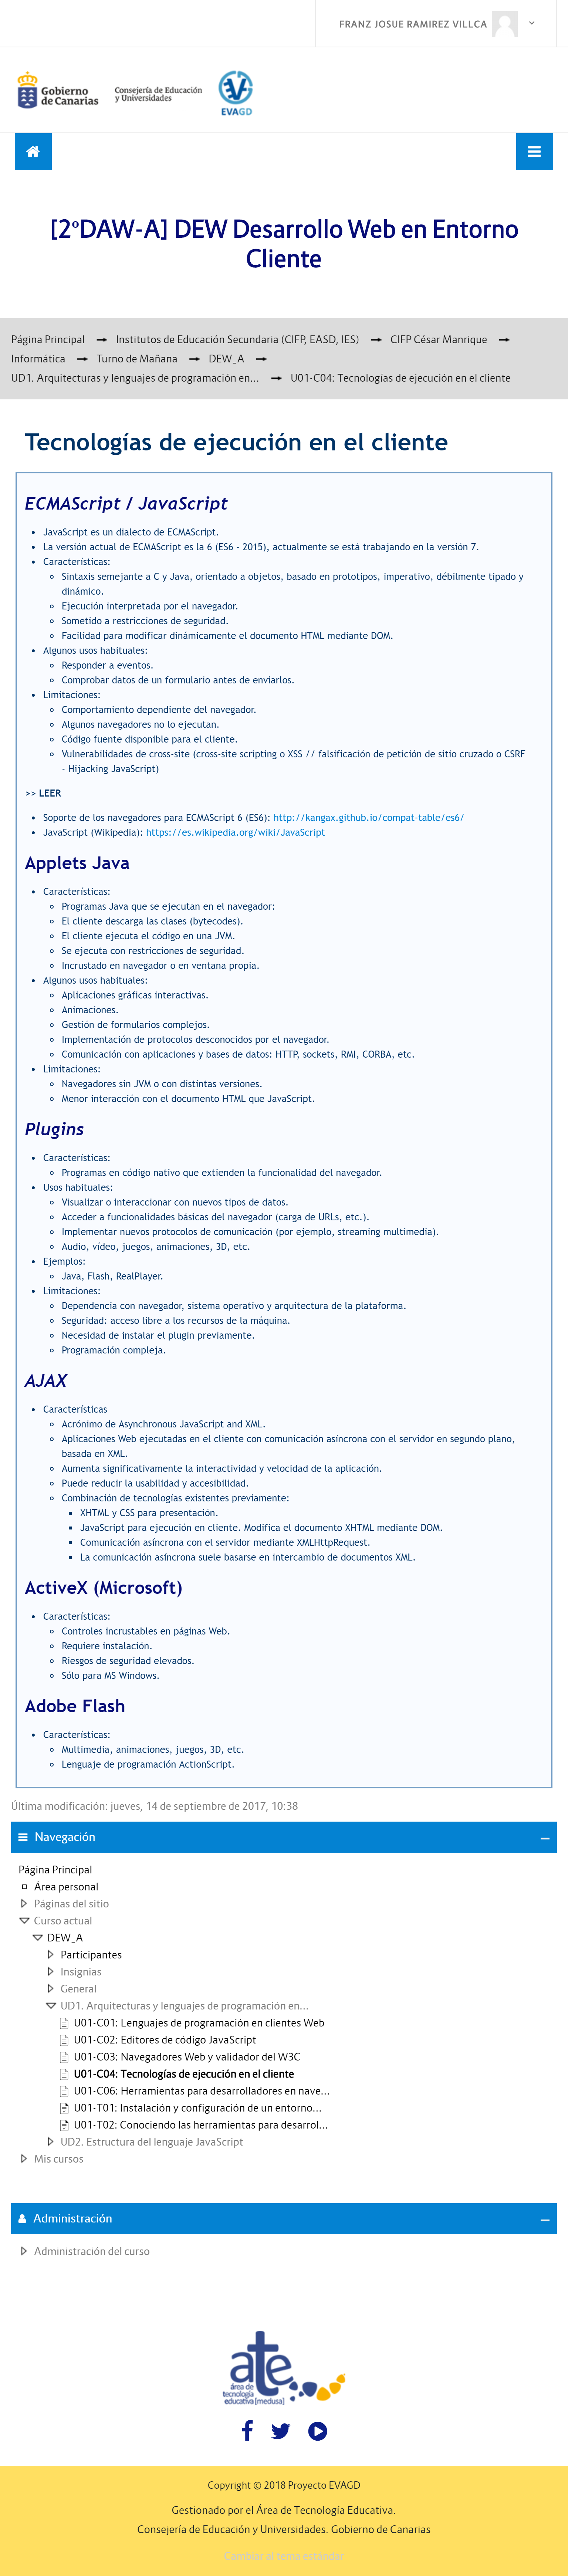 FRANZ JOSUE RAMIREZ VILLCA
Gobierno
de Canarias
Consejería de Educación
y Universidades
EVAGD
[2ºDAW-A] DEW Desarrollo Web en Entorno
Cliente
Página Principal → Institutos de Educación Secundaria (CIFP, EASD, IES) → CIFP César Manrique →
Informática → Turno de Mañana → DEW_A →
UD1. Arquitecturas y lenguajes de programación en... → U01-C04: Tecnologías de ejecución en el cliente
Tecnologías de ejecución en el cliente
ECMAScript / JavaScript
JavaScript es un dialecto de ECMAScript.
La versión actual de ECMAScript es la 6 (ES6 - 2015), actualmente se está trabajando en la versión 7.
Características:
Sintaxis semejante a C y Java, orientado a objetos, basado en prototipos, imperativo, débilmente tipado y
dinámico.
Ejecución interpretada por el navegador.
Sometido a restricciones de seguridad.
Facilidad para modificar dinámicamente el documento HTML mediante DOM.
Algunos usos habituales:
Responder a eventos.
Comprobar datos de un formulario antes de enviarlos.
Limitaciones:
Comportamiento dependiente del navegador.
Algunos navegadores no lo ejecutan.
Código fuente disponible para el cliente.
Vulnerabilidades de cross-site (cross-site scripting o XSS // falsificación de petición de sitio cruzado o CSRF
- Hijacking JavaScript)
>> LEER
Soporte de los navegadores para ECMAScript 6 (ES6): http://kangax.github.io/compat-table/es6/
JavaScript (Wikipedia): https://es.wikipedia.org/wiki/JavaScript
Applets Java
Características:
Programas Java que se ejecutan en el navegador:
El cliente descarga las clases (bytecodes).
El cliente ejecuta el código en una JVM.
Se ejecuta con restricciones de seguridad.
Incrustado en navegador o en ventana propia.
Algunos usos habituales:
Aplicaciones gráficas interactivas.
Animaciones.
Gestión de formularios complejos.
Implementación de protocolos desconocidos por el navegador.
Comunicación con aplicaciones y bases de datos: HTTP, sockets, RMI, CORBA, etc.
Limitaciones:
Navegadores sin JVM o con distintas versiones.
Menor interacción con el documento HTML que JavaScript.
Plugins
Características:
Programas en código nativo que extienden la funcionalidad del navegador.
Usos habituales:
Visualizar o interaccionar con nuevos tipos de datos.
Acceder a funcionalidades básicas del navegador (carga de URLs, etc.).
Implementar nuevos protocolos de comunicación (por ejemplo, streaming multimedia).
Audio, vídeo, juegos, animaciones, 3D, etc.
Ejemplos:
Java, Flash, RealPlayer.
Limitaciones:
Dependencia con navegador, sistema operativo y arquitectura de la plataforma.
Seguridad: acceso libre a los recursos de la máquina.
Necesidad de instalar el plugin previamente.
Programación compleja.
AJAX
Características
Acrónimo de Asynchronous JavaScript and XML.
Aplicaciones Web ejecutadas en el cliente con comunicación asíncrona con el servidor en segundo plano,
basada en XML.
Aumenta significativamente la interactividad y velocidad de la aplicación.
Puede reducir la usabilidad y accesibilidad.
Combinación de tecnologías existentes previamente:
XHTML y CSS para presentación.
JavaScript para ejecución en cliente. Modifica el documento XHTML mediante DOM.
Comunicación asíncrona con el servidor mediante XMLHttpRequest.
La comunicación asíncrona suele basarse en intercambio de documentos XML.
ActiveX (Microsoft)
Características:
Controles incrustables en páginas Web.
Requiere instalación.
Riesgos de seguridad elevados.
Sólo para MS Windows.
Adobe Flash
Características:
Multimedia, animaciones, juegos, 3D, etc.
Lenguaje de programación ActionScript.
Última modificación: jueves, 14 de septiembre de 2017, 10:38
Navegación
Página Principal
Área personal
Páginas del sitio
Curso actual
DEW_A
Participantes
Insignias
General
UD1. Arquitecturas y lenguajes de programación en...
U01-C01: Lenguajes de programación en clientes Web
U01-C02: Editores de código JavaScript
U01-C03: Navegadores Web y validador del W3C
U01-C04: Tecnologías de ejecución en el cliente
U01-C06: Herramientas para desarrolladores en nave...
U01-T01: Instalación y configuración de un entorno...
U01-T02: Conociendo las herramientas para desarrol...
UD2. Estructura del lenguaje JavaScript
Mis cursos
Administración
Administración del curso
ate
área de
tecnología
educativa [medusa]
Copyright © 2018 Proyecto EVAGD
Gestionado por el Área de Tecnología Educativa.
Consejería de Educación y Universidades. Gobierno de Canarias
Cambiar al tema estándar